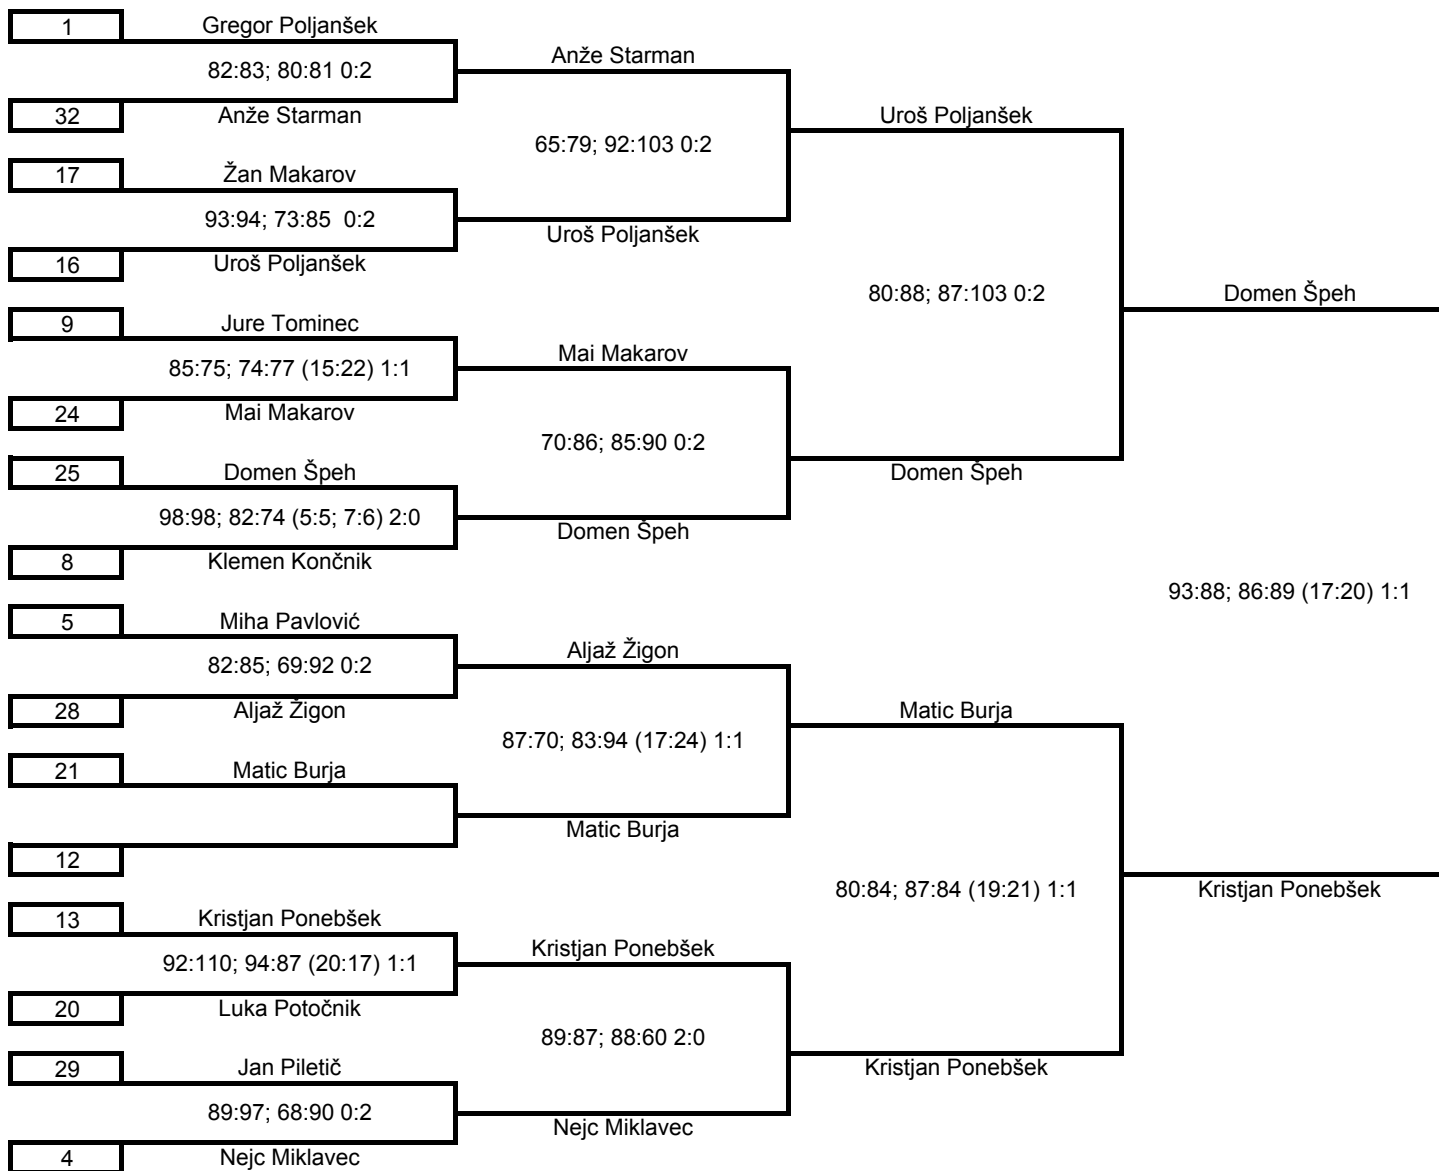 1 Gregor Poljanšek
82:83; 80:81 0:2
32 Anže Starman
17 Žan Makarov
93:94; 73:85  0:2
16 Uroš Poljanšek
9 Jure Tominec
85:75; 74:77 (15:22) 1:1
24 Mai Makarov
25 Domen Špeh
98:98; 82:74 (5:5; 7:6) 2:0
8 Klemen Končnik
5 Miha Pavlović
82:85; 69:92 0:2
28 Aljaž Žigon
21 Matic Burja
12
13 Kristjan Ponebšek
92:110; 94:87 (20:17) 1:1
20 Luka Potočnik
29 Jan Piletič
89:97; 68:90 0:2
4 Nejc Miklavec
Anže Starman
65:79; 92:103 0:2
Uroš Poljanšek
Mai Makarov
70:86; 85:90 0:2
Domen Špeh
Aljaž Žigon
87:70; 83:94 (17:24) 1:1
Matic Burja
Kristjan Ponebšek
89:87; 88:60 2:0
Nejc Miklavec
Uroš Poljanšek
80:88; 87:103 0:2
Domen Špeh
Matic Burja
80:84; 87:84 (19:21) 1:1
Kristjan Ponebšek
Domen Špeh
93:88; 86:89 (17:20) 1:1
Kristjan Ponebšek